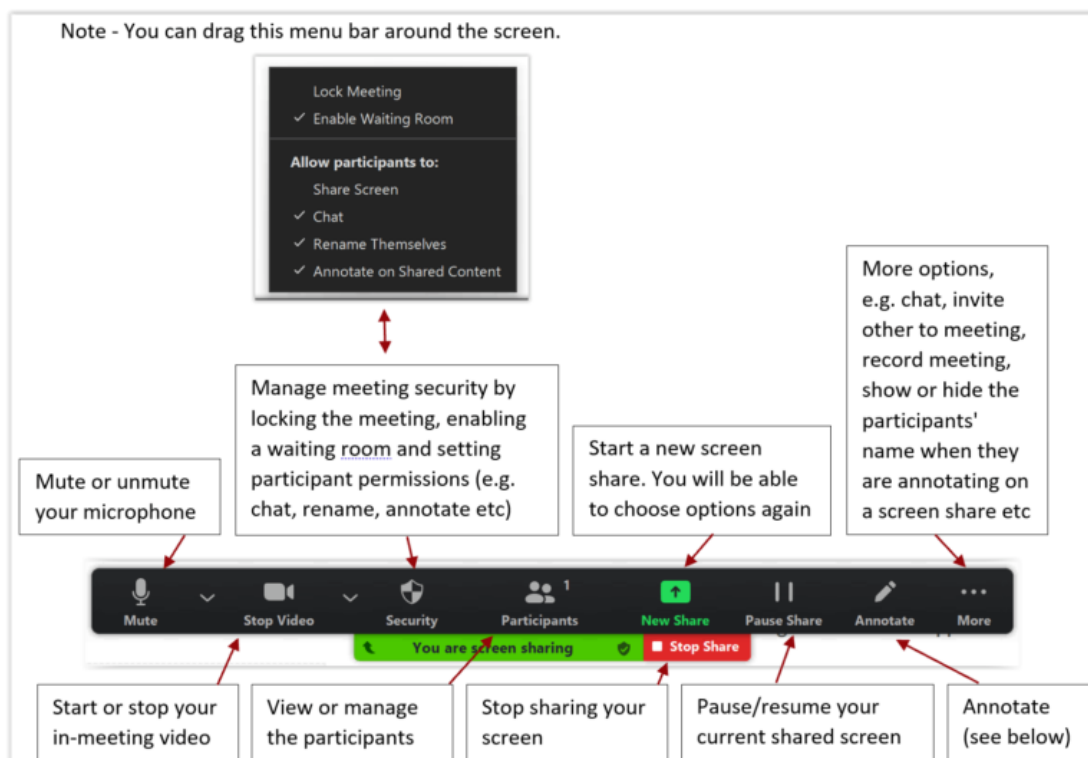 Note - You can drag this menu bar around the screen.
Lock Meeting
✓ Enable Waiting Room
Allow participants to:
Share Screen
✓ Chat
✓ Rename Themselves
✓ Annotate on Shared Content
More options,
e.g. chat, invite
other to meeting,
record meeting,
show or hide the
participants'
name when they
are annotating on
a screen share etc
Manage meeting security by
locking the meeting, enabling
a waiting room and setting
participant permissions (e.g.
chat, rename, annotate etc)
Start a new screen
share. You will be able
to choose options again
Mute or unmute
your microphone
1
Mute
Stop Video
Security
Participants
New Share
Pause Share
Annotate
More
You are screen sharing
Stop Share
Start or stop your
in-meeting video
View or manage
the participants
Stop sharing your
screen
Pause/resume your
current shared screen
Annotate
(see below)